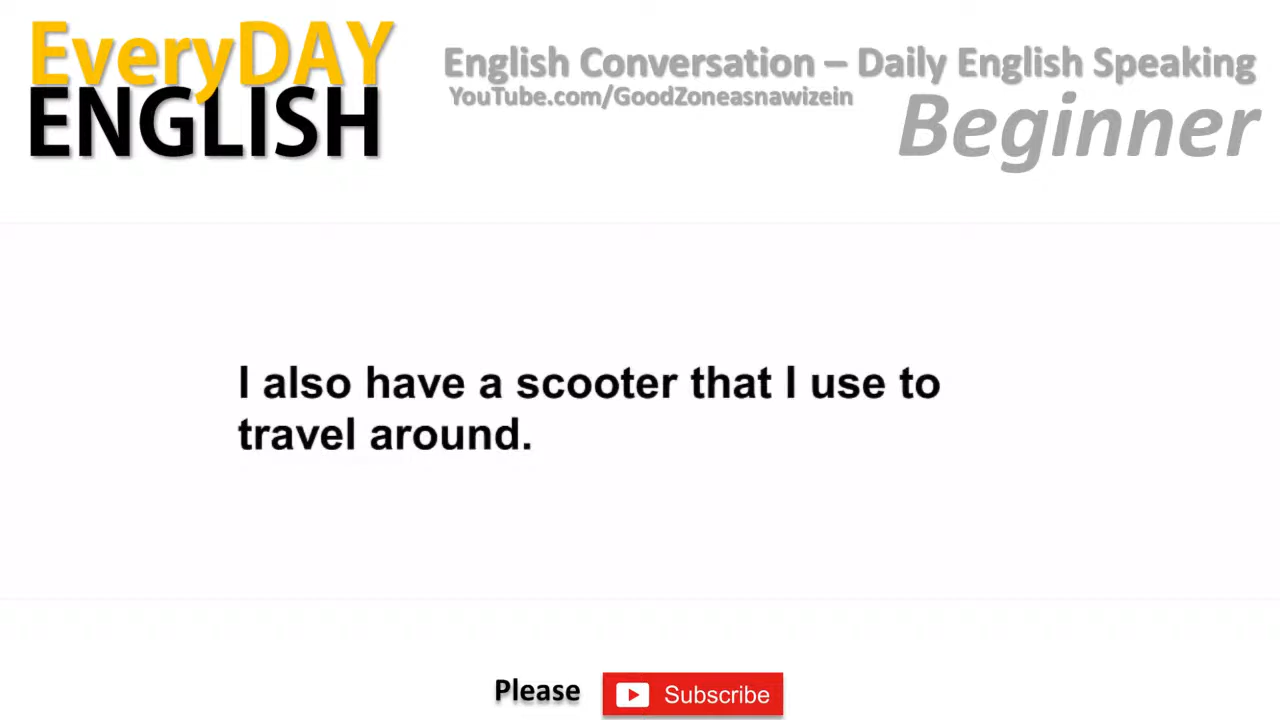 EveryDAY
ENGLISH
English Conversation – Daily English Speaking
YouTube.com/GoodZoneasnawizein
Beginner
I also have a scooter that I use to
travel around.
Please
Subscribe